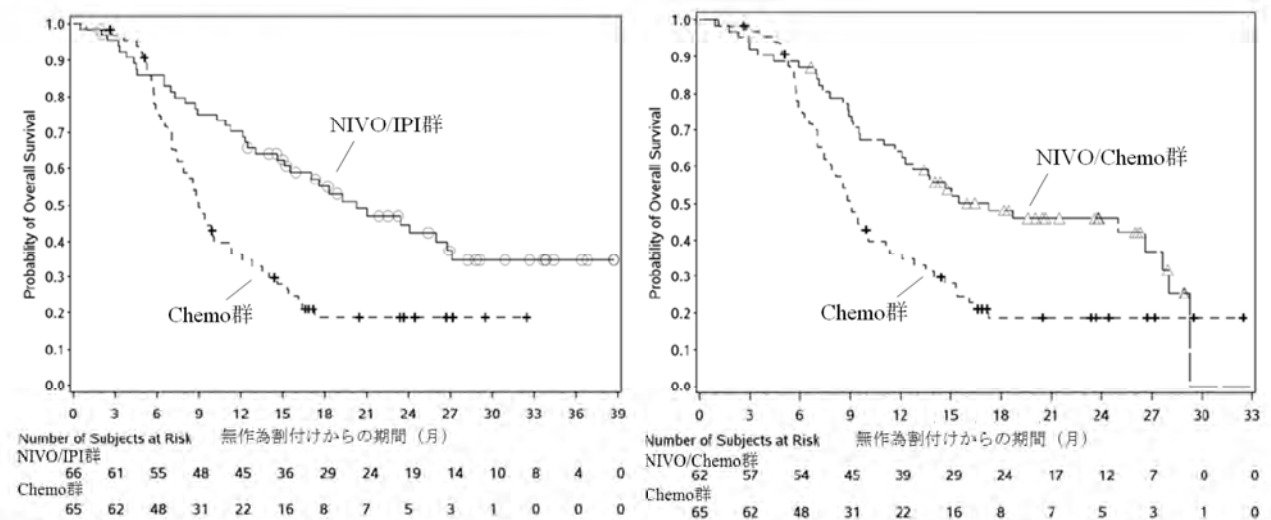 Probability of Overall Survival
1.0
0.9
0.8
0.7
0.6
0.5
0.4
0.3
0.2
0.1
0.0
NIVO/IPI群
Chemo群
0 3 6 9 12 15 18 21 24 27 30 33 36 39
Number of Subjects at Risk 無作為割付けからの期間（月）
NIVO/IPI群
66 61 55 48 45 36 29 24 19 14 10 8 4 0
Chemo群
65 62 48 31 22 16 8 7 5 3 1 0 0 0
Probability of Overall Survival
1.0
0.9
0.8
0.7
0.6
0.5
0.4
0.3
0.2
0.1
0.0
NIVO/Chemo群
Chemo群
0 3 6 9 12 15 18 21 24 27 30 33
Number of Subjects at Risk 無作為割付けからの期間（月）
NIVO/Chemo群
62 57 54 45 39 29 24 17 12 7 0 0
Chemo群
65 62 48 31 22 16 8 7 5 3 1 0